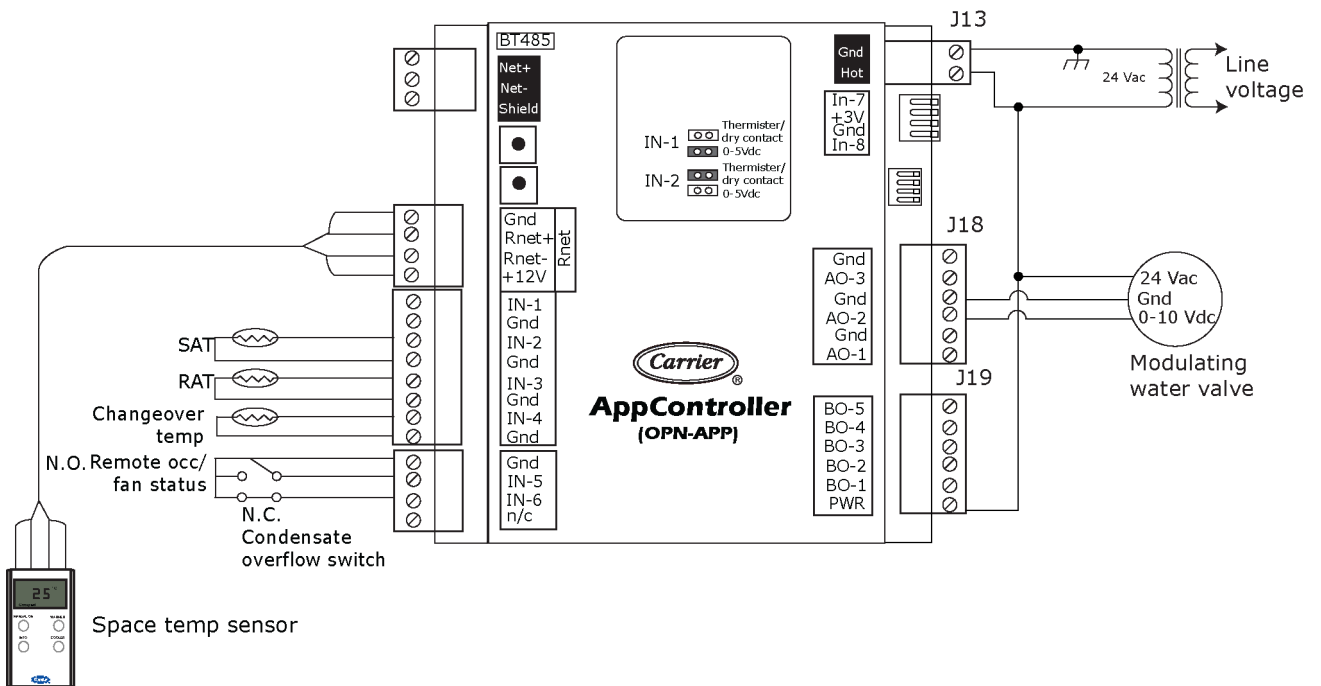 J13
BT485
Net+
Net-
Shield
Gnd
Hot
24 Vac
Line
voltage
In-7
+3V
Gnd
In-8
IN-1
Thermister/
dry contact
0-5Vdc
IN-2
Thermister/
dry contact
0-5Vdc
Gnd
Rnet+
Rnet-
+12V
Rnet
IN-1
Gnd
IN-2
Gnd
IN-3
Gnd
IN-4
Gnd
Gnd
IN-5
IN-6
n/c
SAT
RAT
Changeover
temp
N.O. Remote occ/
fan status
N.C.
Condensate
overflow switch
Carrier
®
AppController
(OPN-APP)
J18
Gnd
AO-3
Gnd
AO-2
Gnd
AO-1
24 Vac
Gnd
0-10 Vdc
Modulating
water valve
J19
BO-5
BO-4
BO-3
BO-2
BO-1
PWR
25°
MANUAL ON
WARMER
INFO
COOLER
Space temp sensor